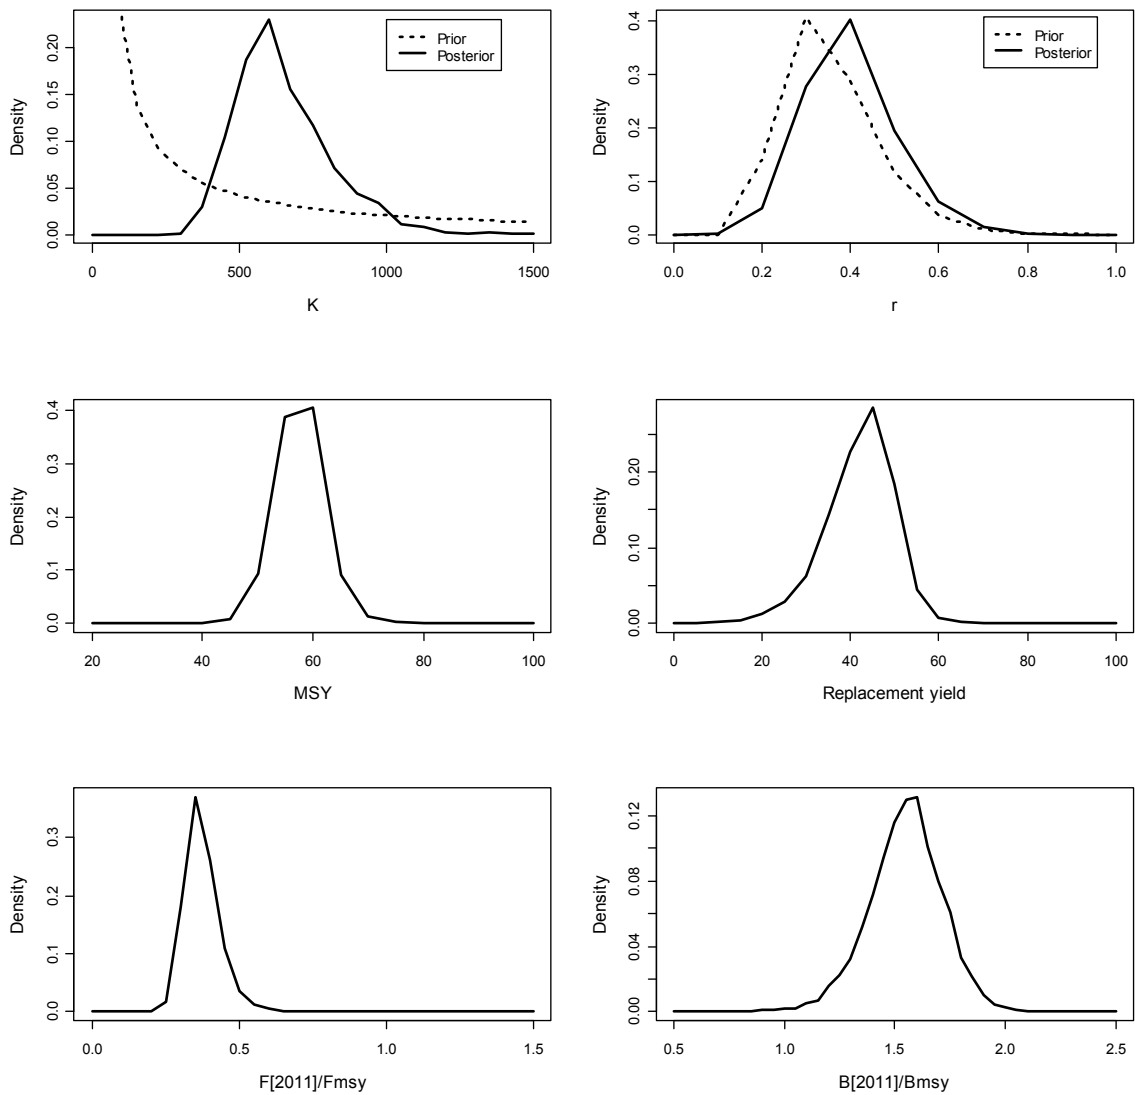 Density
0.00 0.05 0.10 0.15 0.20
Prior
Posterior
0 500 1000 1500
K
Density
0.0 0.1 0.2 0.3 0.4
Prior
Posterior
0.0 0.2 0.4 0.6 0.8 1.0
r
Density
0.0 0.1 0.2 0.3 0.4
20 40 60 80 100
MSY
Density
0.00 0.10 0.20
0 20 40 60 80 100
Replacement yield
Density
0.0 0.1 0.2 0.3
0.0 0.5 1.0 1.5
F[2011]/Fmsy
Density
0.00 0.04 0.08 0.12
0.5 1.0 1.5 2.0 2.5
B[2011]/Bmsy